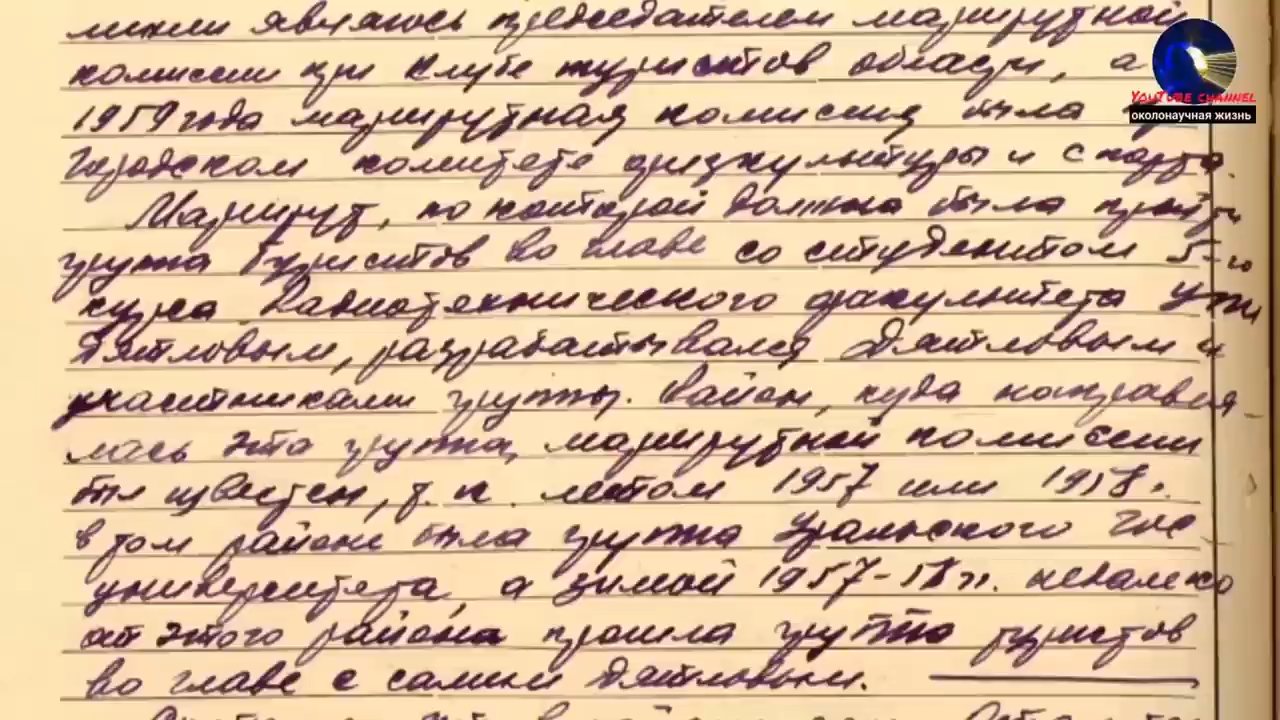 являюсь председателем маршрутной
комиссии при клубе туристов области, а
1959 года маршрутная комиссия была
городском комитете физкультуры и спорта.
Маршрут, по которой должна была пройти
группа туристов во главе со студентом 5-го
курса Радиотехнического факультета УПИ
Дятловым, разрабатывался Дятловым и
участниками группы. Район, куда направля
лась эта группа, маршрутной комиссии
был известен, т.к. летом 1957 или 1958 г.
в том районе была группа Уральского гос
университета, а зимой 1957-58 гг. недалеко
от этого района прошла группа туристов
во главе с самим Дятловым.
YouTube channel
околонаучная жизнь